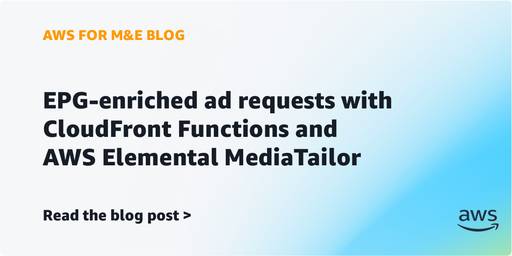 AWS FOR M&E BLOG
EPG-enriched ad requests with
CloudFront Functions and
AWS Elemental MediaTailor
Read the blog post >
aws